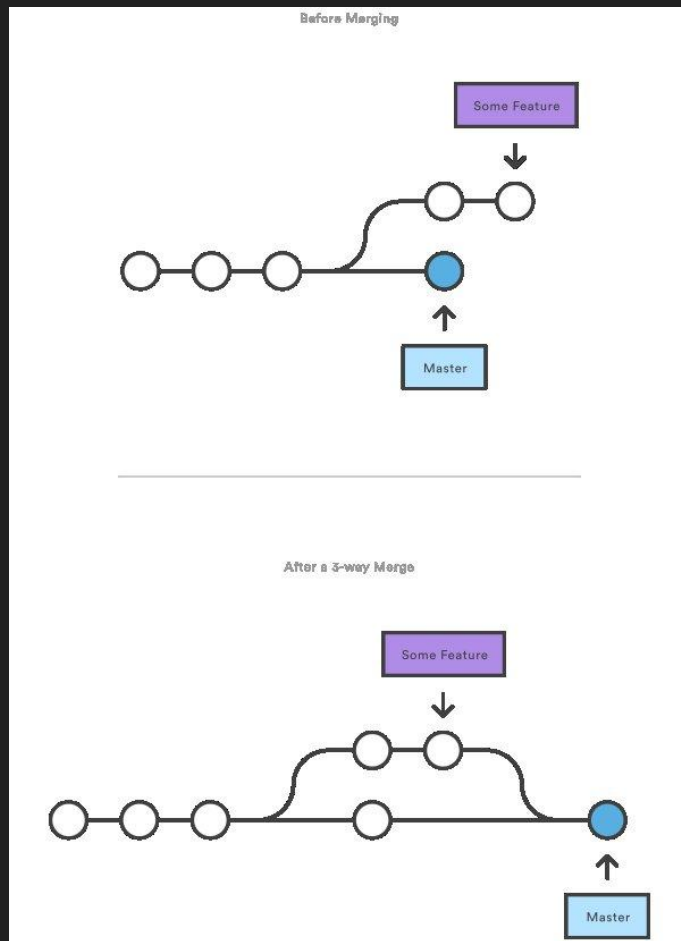 Before Merging
Some Feature
Master
After a 3-way Merge
Some Feature
Master